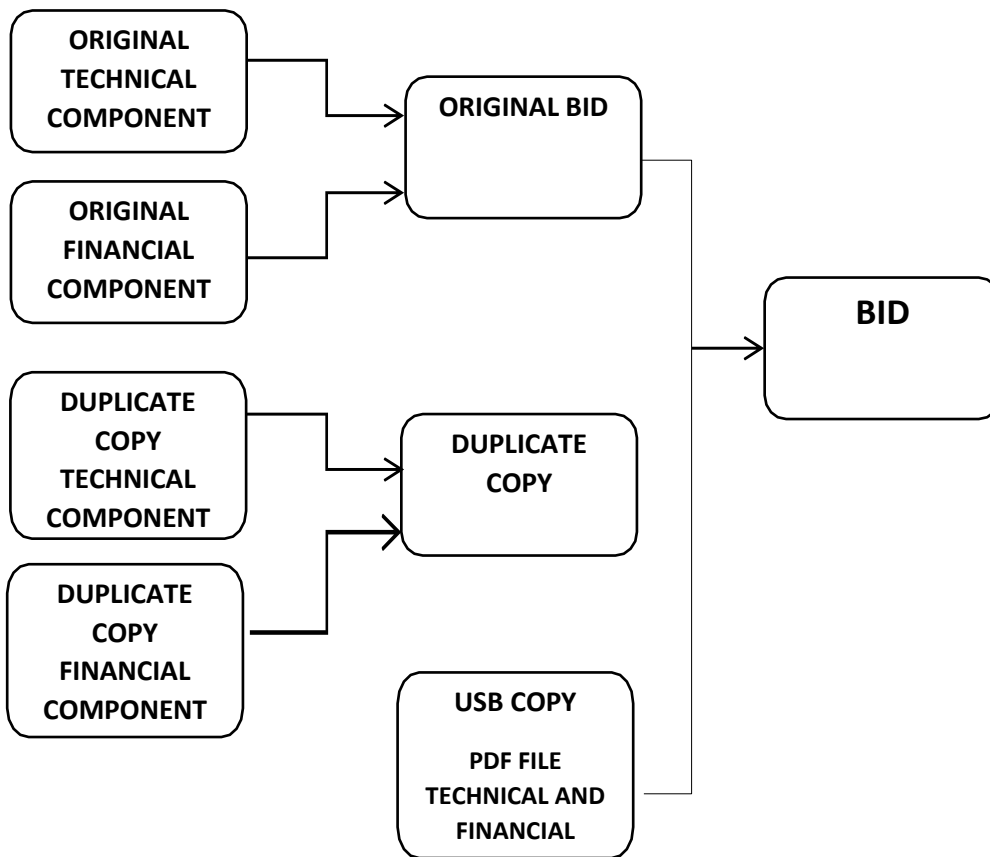 ORIGINAL
TECHNICAL
COMPONENT
ORIGINAL
FINANCIAL
COMPONENT
ORIGINAL BID
DUPLICATE
COPY
TECHNICAL
COMPONENT
DUPLICATE
COPY
FINANCIAL
COMPONENT
DUPLICATE
COPY
USB COPY
PDF FILE
TECHNICAL AND
FINANCIAL
BID